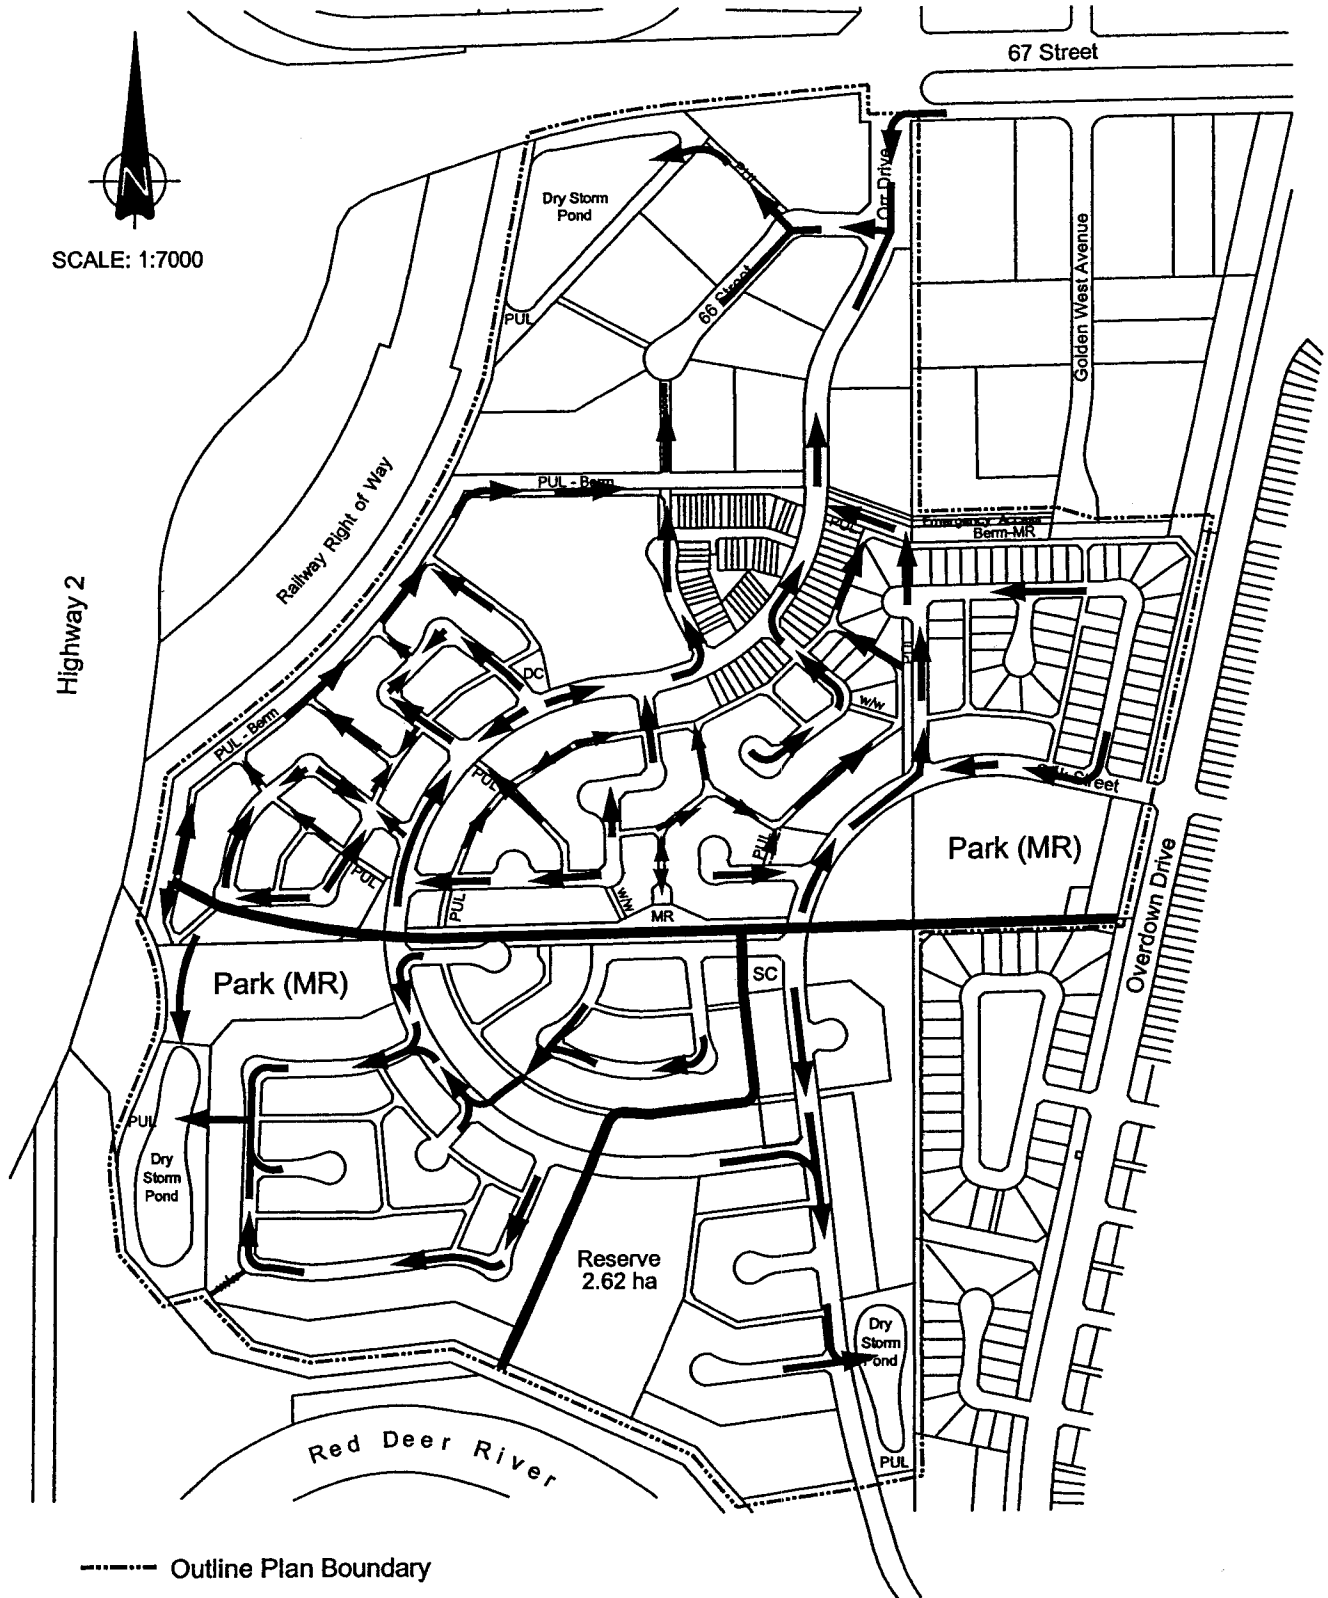 67 Street
N
SCALE: 1:7000
Dry Storm
Pond
PUL
Orr Drive
66 Street
PUL
Golden West Avenue
Railway Right of Way
Highway 2
PUL - Berm
PUL
Emergency Access
Berm-MR
DC
PUL
w/w
PUL - Berm
PUL
Street
PUL
PUL
PUL
w/w
MR
Park (MR)
Overdown Drive
Park (MR)
SC
PUL
Dry
Storm
Pond
Reserve
2.62 ha
Dry
Storm
Pond
PUL
Red Deer River
Outline Plan Boundary